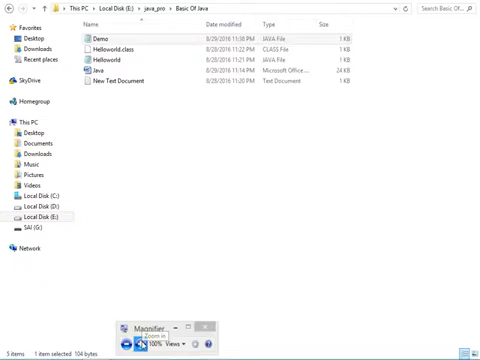 This PC ▸ Local Disk (E:) ▸ java_pro ▸ Basic Of Java
Search Basic Of...
Name Date modified Type Size
Favorites
Desktop
Downloads
Recent places
SkyDrive
Homegroup
This PC
Desktop
Documents
Downloads
Music
Pictures
Videos
Local Disk (C:)
Local Disk (D:)
Local Disk (E:)
SAI (G:)
Network
Demo 8/29/2016 11:38 PM JAVA File 1 KB
Helloworld.class 8/28/2016 11:22 PM CLASS File 1 KB
Helloworld 8/28/2016 11:21 PM JAVA File 1 KB
Java 8/29/2016 11:14 PM Microsoft Office ... 24 KB
New Text Document 8/28/2016 11:10 PM Text Document 1 KB
Magnifier
Zoom in
100% Views
5 items 1 item selected 104 bytes